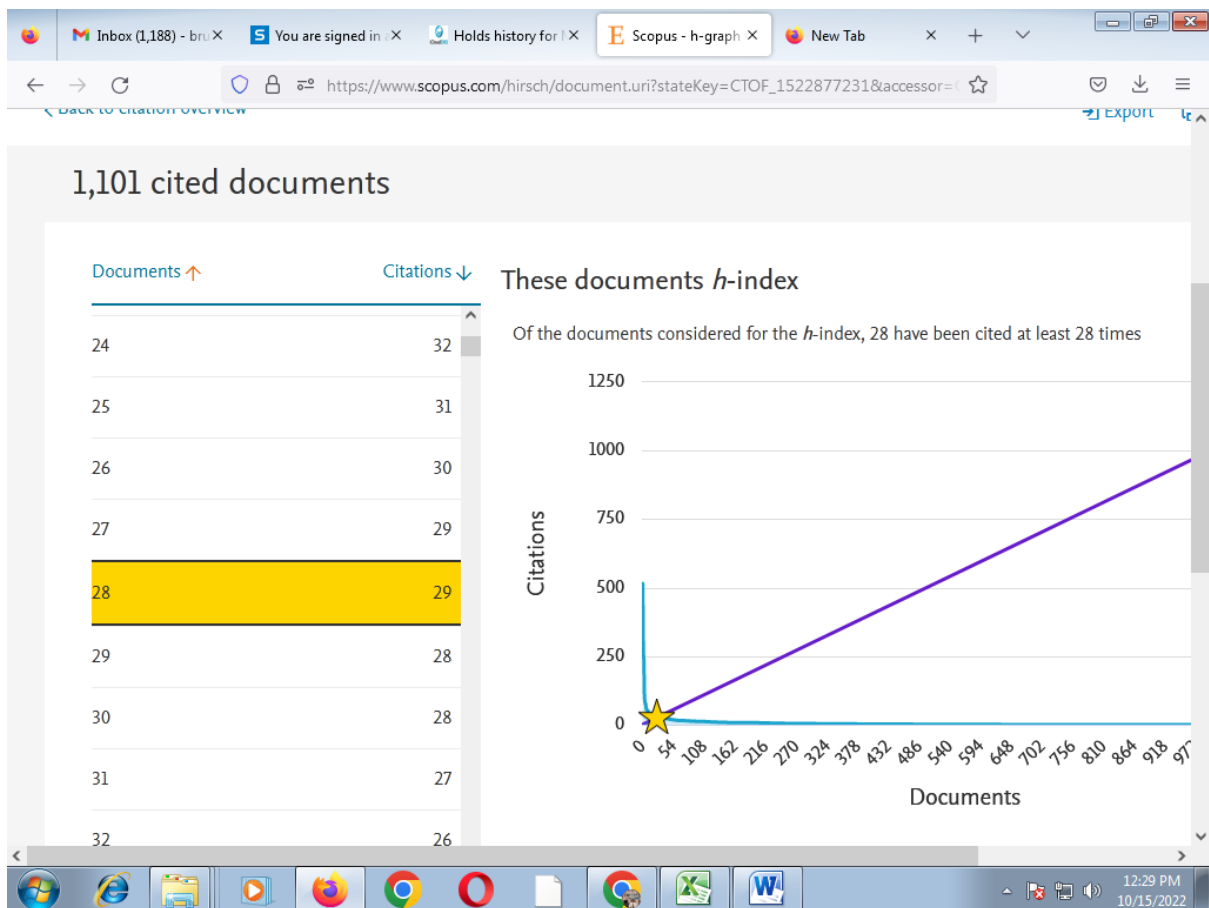 Inbox (1,188) - bru
You are signed in a
Holds history for
Scopus - h-graph
New Tab
https://www.scopus.com/hirsch/document.uri?stateKey=CTOF_1522877231&accessor=
Back to citation overview
Export
1,101 cited documents
Documents
Citations
24 32
25 31
26 30
27 29
28 29
29 28
30 28
31 27
32 26
These documents h-index
Of the documents considered for the h-index, 28 have been cited at least 28 times
1250
1000
750
500
250
0
Citations
0 54 108 162 216 270 324 378 432 486 540 594 648 702 756 810 864 918 97
Documents
12:29 PM
10/15/2022